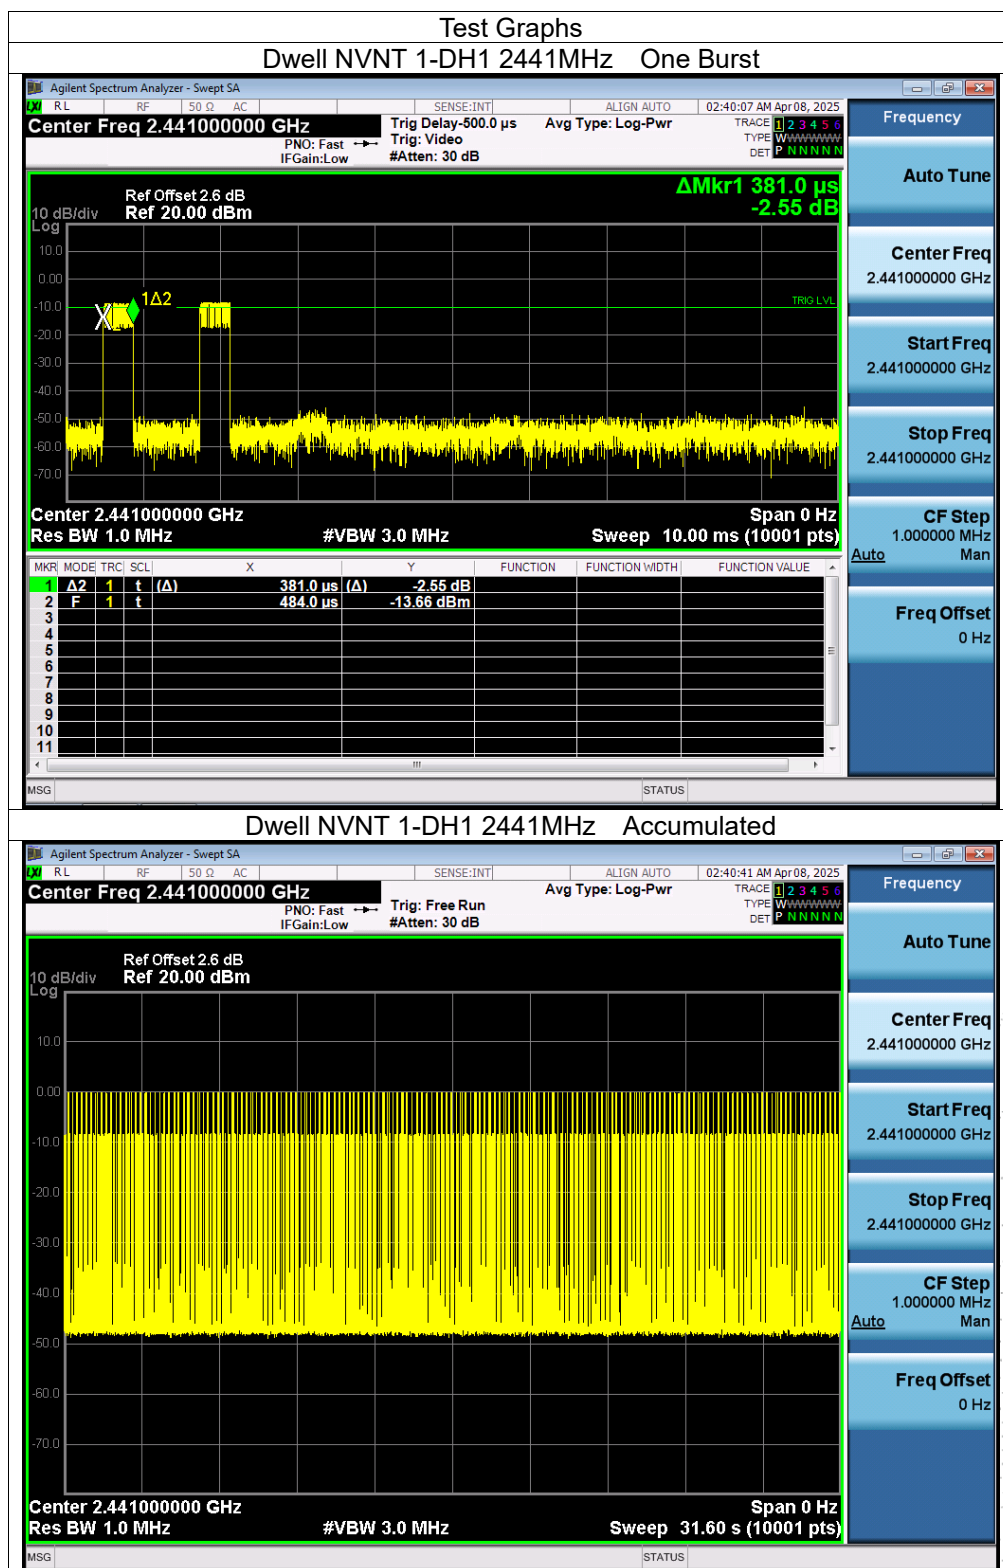 Test Graphs
Dwell NVNT 1-DH1 2441MHz One Burst
Agilent Spectrum Analyzer - Swept SA
LXI RL RF 50 Ω AC SENSE:INT ALIGN AUTO 02:40:07 AM Apr 08, 2025
Center Freq 2.441000000 GHz
PNO: Fast
IFGain:Low
Trig Delay-500.0 µs
Trig: Video
#Atten: 30 dB
Avg Type: Log-Pwr
TRACE 1 2 3 4 5 6
TYPE WWWWWW
DET P N N N N N
Frequency
Auto Tune
Center Freq
2.441000000 GHz
Start Freq
2.441000000 GHz
Stop Freq
2.441000000 GHz
CF Step
1.000000 MHz
Auto Man
Freq Offset
0 Hz
ΔMkr1 381.0 µs
-2.55 dB
Ref Offset 2.6 dB
10 dB/div Ref 20.00 dBm
Log
10.0
0.00
-10.0
-20.0
-30.0
-40.0
-50.0
-60.0
-70.0
1Δ2
TRIG LVL
Center 2.441000000 GHz Span 0 Hz
Res BW 1.0 MHz #VBW 3.0 MHz Sweep 10.00 ms (10001 pts)
MKR MODE TRC SCL X Y FUNCTION FUNCTION WIDTH FUNCTION VALUE
1 Δ2 1 t (Δ) 381.0 µs (Δ) -2.55 dB
2 F 1 t 484.0 µs -13.66 dBm
3
4
5
6
7
8
9
10
11
MSG STATUS
Dwell NVNT 1-DH1 2441MHz Accumulated
Agilent Spectrum Analyzer - Swept SA
LXI RL RF 50 Ω AC SENSE:INT ALIGN AUTO 02:40:41 AM Apr 08, 2025
Center Freq 2.441000000 GHz
PNO: Fast
IFGain:Low
Trig: Free Run
#Atten: 30 dB
Avg Type: Log-Pwr
TRACE 1 2 3 4 5 6
TYPE WWWWWW
DET P N N N N N
Frequency
Auto Tune
Center Freq
2.441000000 GHz
Start Freq
2.441000000 GHz
Stop Freq
2.441000000 GHz
CF Step
1.000000 MHz
Auto Man
Freq Offset
0 Hz
Ref Offset 2.6 dB
10 dB/div Ref 20.00 dBm
Log
10.0
0.00
-10.0
-20.0
-30.0
-40.0
-50.0
-60.0
-70.0
Center 2.441000000 GHz Span 0 Hz
Res BW 1.0 MHz #VBW 3.0 MHz Sweep 31.60 s (10001 pts)
MSG STATUS